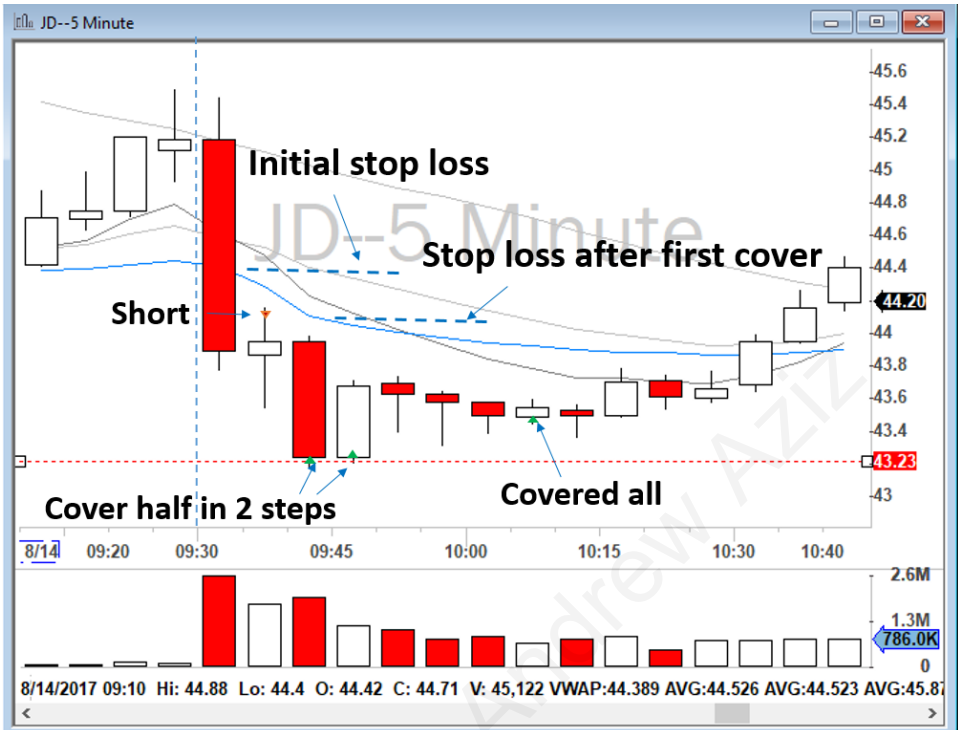 JD--5 Minute
45.6
45.4
45.2
45
44.8
44.6
44.4
44.20
44
43.8
43.6
43.4
43.23
43
JD--5 Minute
Initial stop loss
Stop loss after first cover
Short
Cover half in 2 steps
Covered all
Andrew Aziz
8/14 09:20 09:30 09:45 10:00 10:15 10:30 10:40
2.6M
1.3M
786.0K
0
8/14/2017 09:10 Hi: 44.88 Lo: 44.4 O: 44.42 C: 44.71 V: 45,122 VWAP:44.389 AVG:44.526 AVG:44.523 AVG:45.87